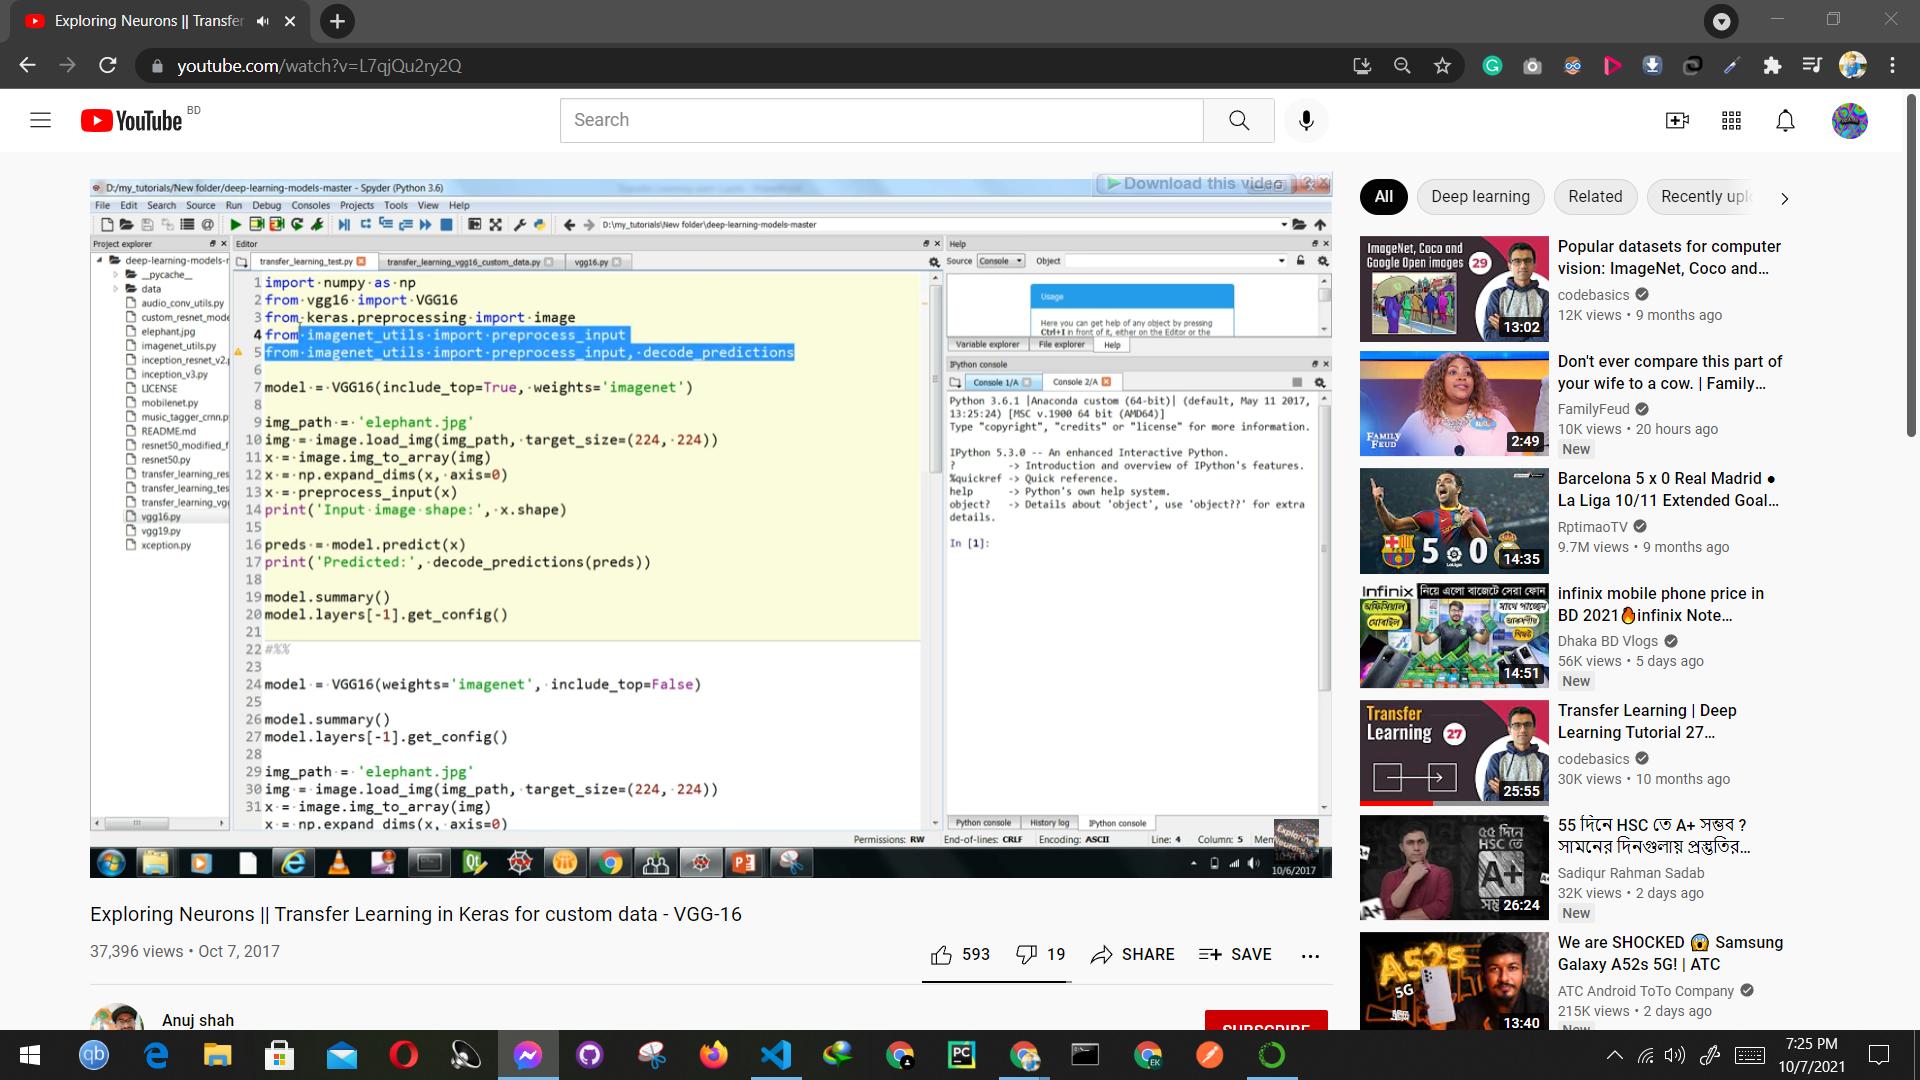 Exploring Neurons || Transfer
youtube.com/watch?v=L7qjQu2ry2Q
YouTube BD
Search
D:/my_tutorials/New folder/deep-learning-models-master - Spyder (Python 3.6)
Download this video
File Edit Search Source Run Debug Consoles Projects Tools View Help
D:\my_tutorials\New folder\deep-learning-models-master
Project explorer
deep-learning-models-r
__pycache__
data
audio_conv_utils.py
custom_resnet_mode
elephant.jpg
imagenet_utils.py
inception_resnet_v2.p
inception_v3.py
LICENSE
mobilenet.py
music_tagger_crnn.p
README.md
resnet50_modified_f
resnet50.py
transfer_learning_res
transfer_learning_tes
transfer_learning_vgg
vgg16.py
vgg19.py
xception.py
Editor
transfer_learning_test.py transfer_learning_vgg16_custom_data.py vgg16.py
1 import numpy as np
2 from vgg16 import VGG16
3 from keras.preprocessing import image
4 from imagenet_utils import preprocess_input
5 from imagenet_utils import preprocess_input, decode_predictions
6
7 model = VGG16(include_top=True, weights='imagenet')
8
9 img_path = 'elephant.jpg'
10 img = image.load_img(img_path, target_size=(224, 224))
11 x = image.img_to_array(img)
12 x = np.expand_dims(x, axis=0)
13 x = preprocess_input(x)
14 print('Input image shape:', x.shape)
15
16 preds = model.predict(x)
17 print('Predicted:', decode_predictions(preds))
18
19 model.summary()
20 model.layers[-1].get_config()
21
22 #%%
23
24 model = VGG16(weights='imagenet', include_top=False)
25
26 model.summary()
27 model.layers[-1].get_config()
28
29 img_path = 'elephant.jpg'
30 img = image.load_img(img_path, target_size=(224, 224))
31 x = image.img_to_array(img)
x = np.expand_dims(x, axis=0)
Help
Source Console Object
Usage
Here you can get help of any object by pressing
Ctrl+I in front of it, either on the Editor or the
Variable explorer File explorer Help
IPython console
Console 1/A Console 2/A
Python 3.6.1 |Anaconda custom (64-bit)| (default, May 11 2017,
13:25:24) [MSC v.1900 64 bit (AMD64)]
Type "copyright", "credits" or "license" for more information.
IPython 5.3.0 -- An enhanced Interactive Python.
? -> Introduction and overview of IPython's features.
%quickref -> Quick reference.
help -> Python's own help system.
object? -> Details about 'object', use 'object??' for extra
details.
In [1]:
Python console History log IPython console
Permissions: RW End-of-lines: CRLF Encoding: ASCII Line: 4 Column: 5 Mem
Exploring
Neurons
10/6/2017
Exploring Neurons || Transfer Learning in Keras for custom data - VGG-16
37,396 views • Oct 7, 2017
593 19 SHARE SAVE
Anuj shah
SUBSCRIBE
All Deep learning Related Recently uplo
ImageNet, Coco and
Google Open images 29
13:02
Popular datasets for computer
vision: ImageNet, Coco and…
codebasics
12K views • 9 months ago
FAMILY
FEUD
2:49
Don't ever compare this part of
your wife to a cow. | Family…
FamilyFeud
10K views • 20 hours ago
New
5 0
14:35
Barcelona 5 x 0 Real Madrid ●
La Liga 10/11 Extended Goal…
RptimaoTV
9.7M views • 9 months ago
Infinix নিয়ে এলো বাজেটে সেরা ফোন
14:51
infinix mobile phone price in
BD 2021🔥infinix Note…
Dhaka BD Vlogs
56K views • 5 days ago
New
Transfer
Learning 27
25:55
Transfer Learning | Deep
Learning Tutorial 27…
codebasics
30K views • 10 months ago
৫৫ দিনে
HSC তে
A+
26:24
55 দিনে HSC তে A+ সম্ভব ?
সামনের দিনগুলায় প্রস্তুতির…
Sadiqur Rahman Sadab
32K views • 2 days ago
New
A52s
5G
13:40
We are SHOCKED 😱 Samsung
Galaxy A52s 5G! | ATC
ATC Android ToTo Company
215K views • 2 days ago
New
7:25 PM
10/7/2021